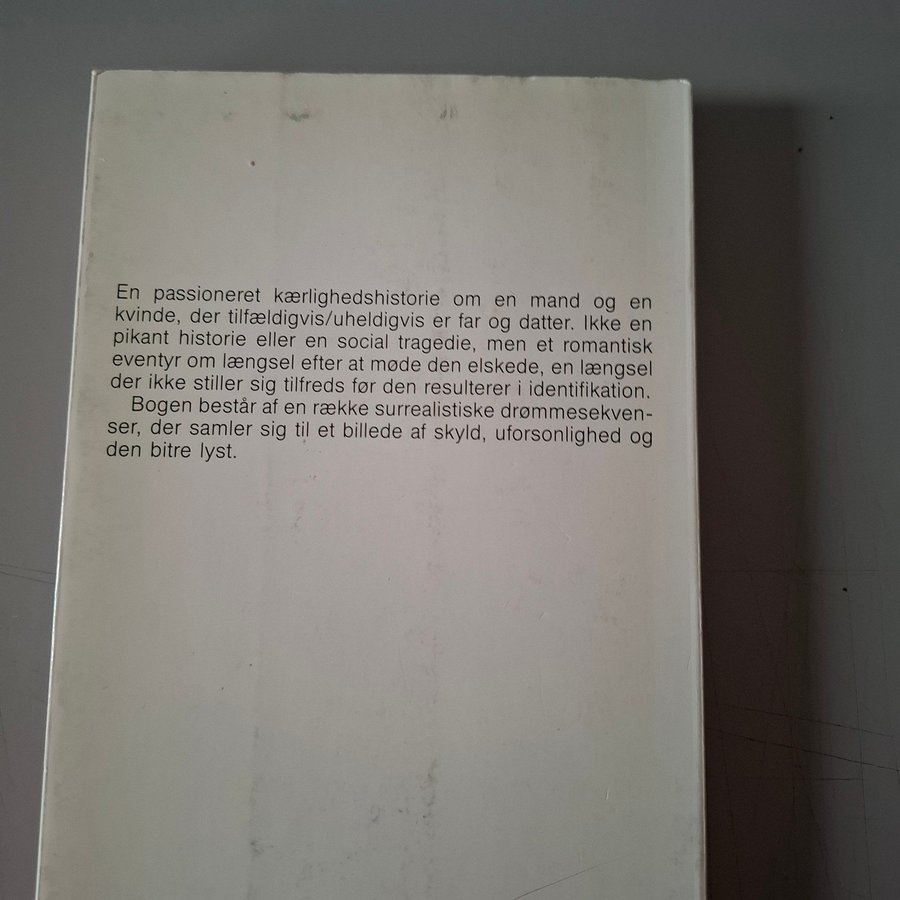 En passioneret kærlighedshistorie om en mand og en
kvinde, der tilfældigvis/uheldigvis er far og datter. Ikke en
pikant historie eller en social tragedie, men et romantisk
eventyr om længsel efter at møde den elskede, en længsel
der ikke stiller sig tilfreds før den resulterer i identifikation.
Bogen består af en række surrealistiske drømmesekven-
ser, der samler sig til et billede af skyld, uforsonlighed og
den bitre lyst.